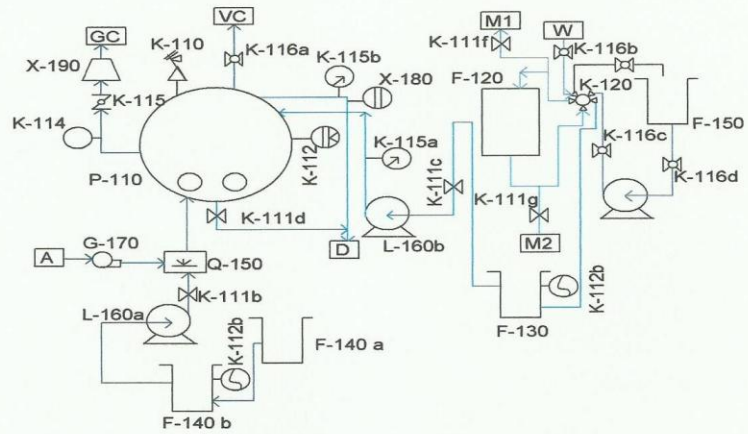 GC
VC
M1
W
K-110
K-116a
K-115b
K-111f
K-116b
X-190
X-180
F-120
K-120
K-115
F-150
K-114
K-112
K-115a
K-116c
K-116d
P-110
K-111c
K-111d
K-111g
L-160b
M2
D
G-170
A
Q-150
K-111b
K-112b
F-130
L-160a
K-112b
F-140 a
F-140 b